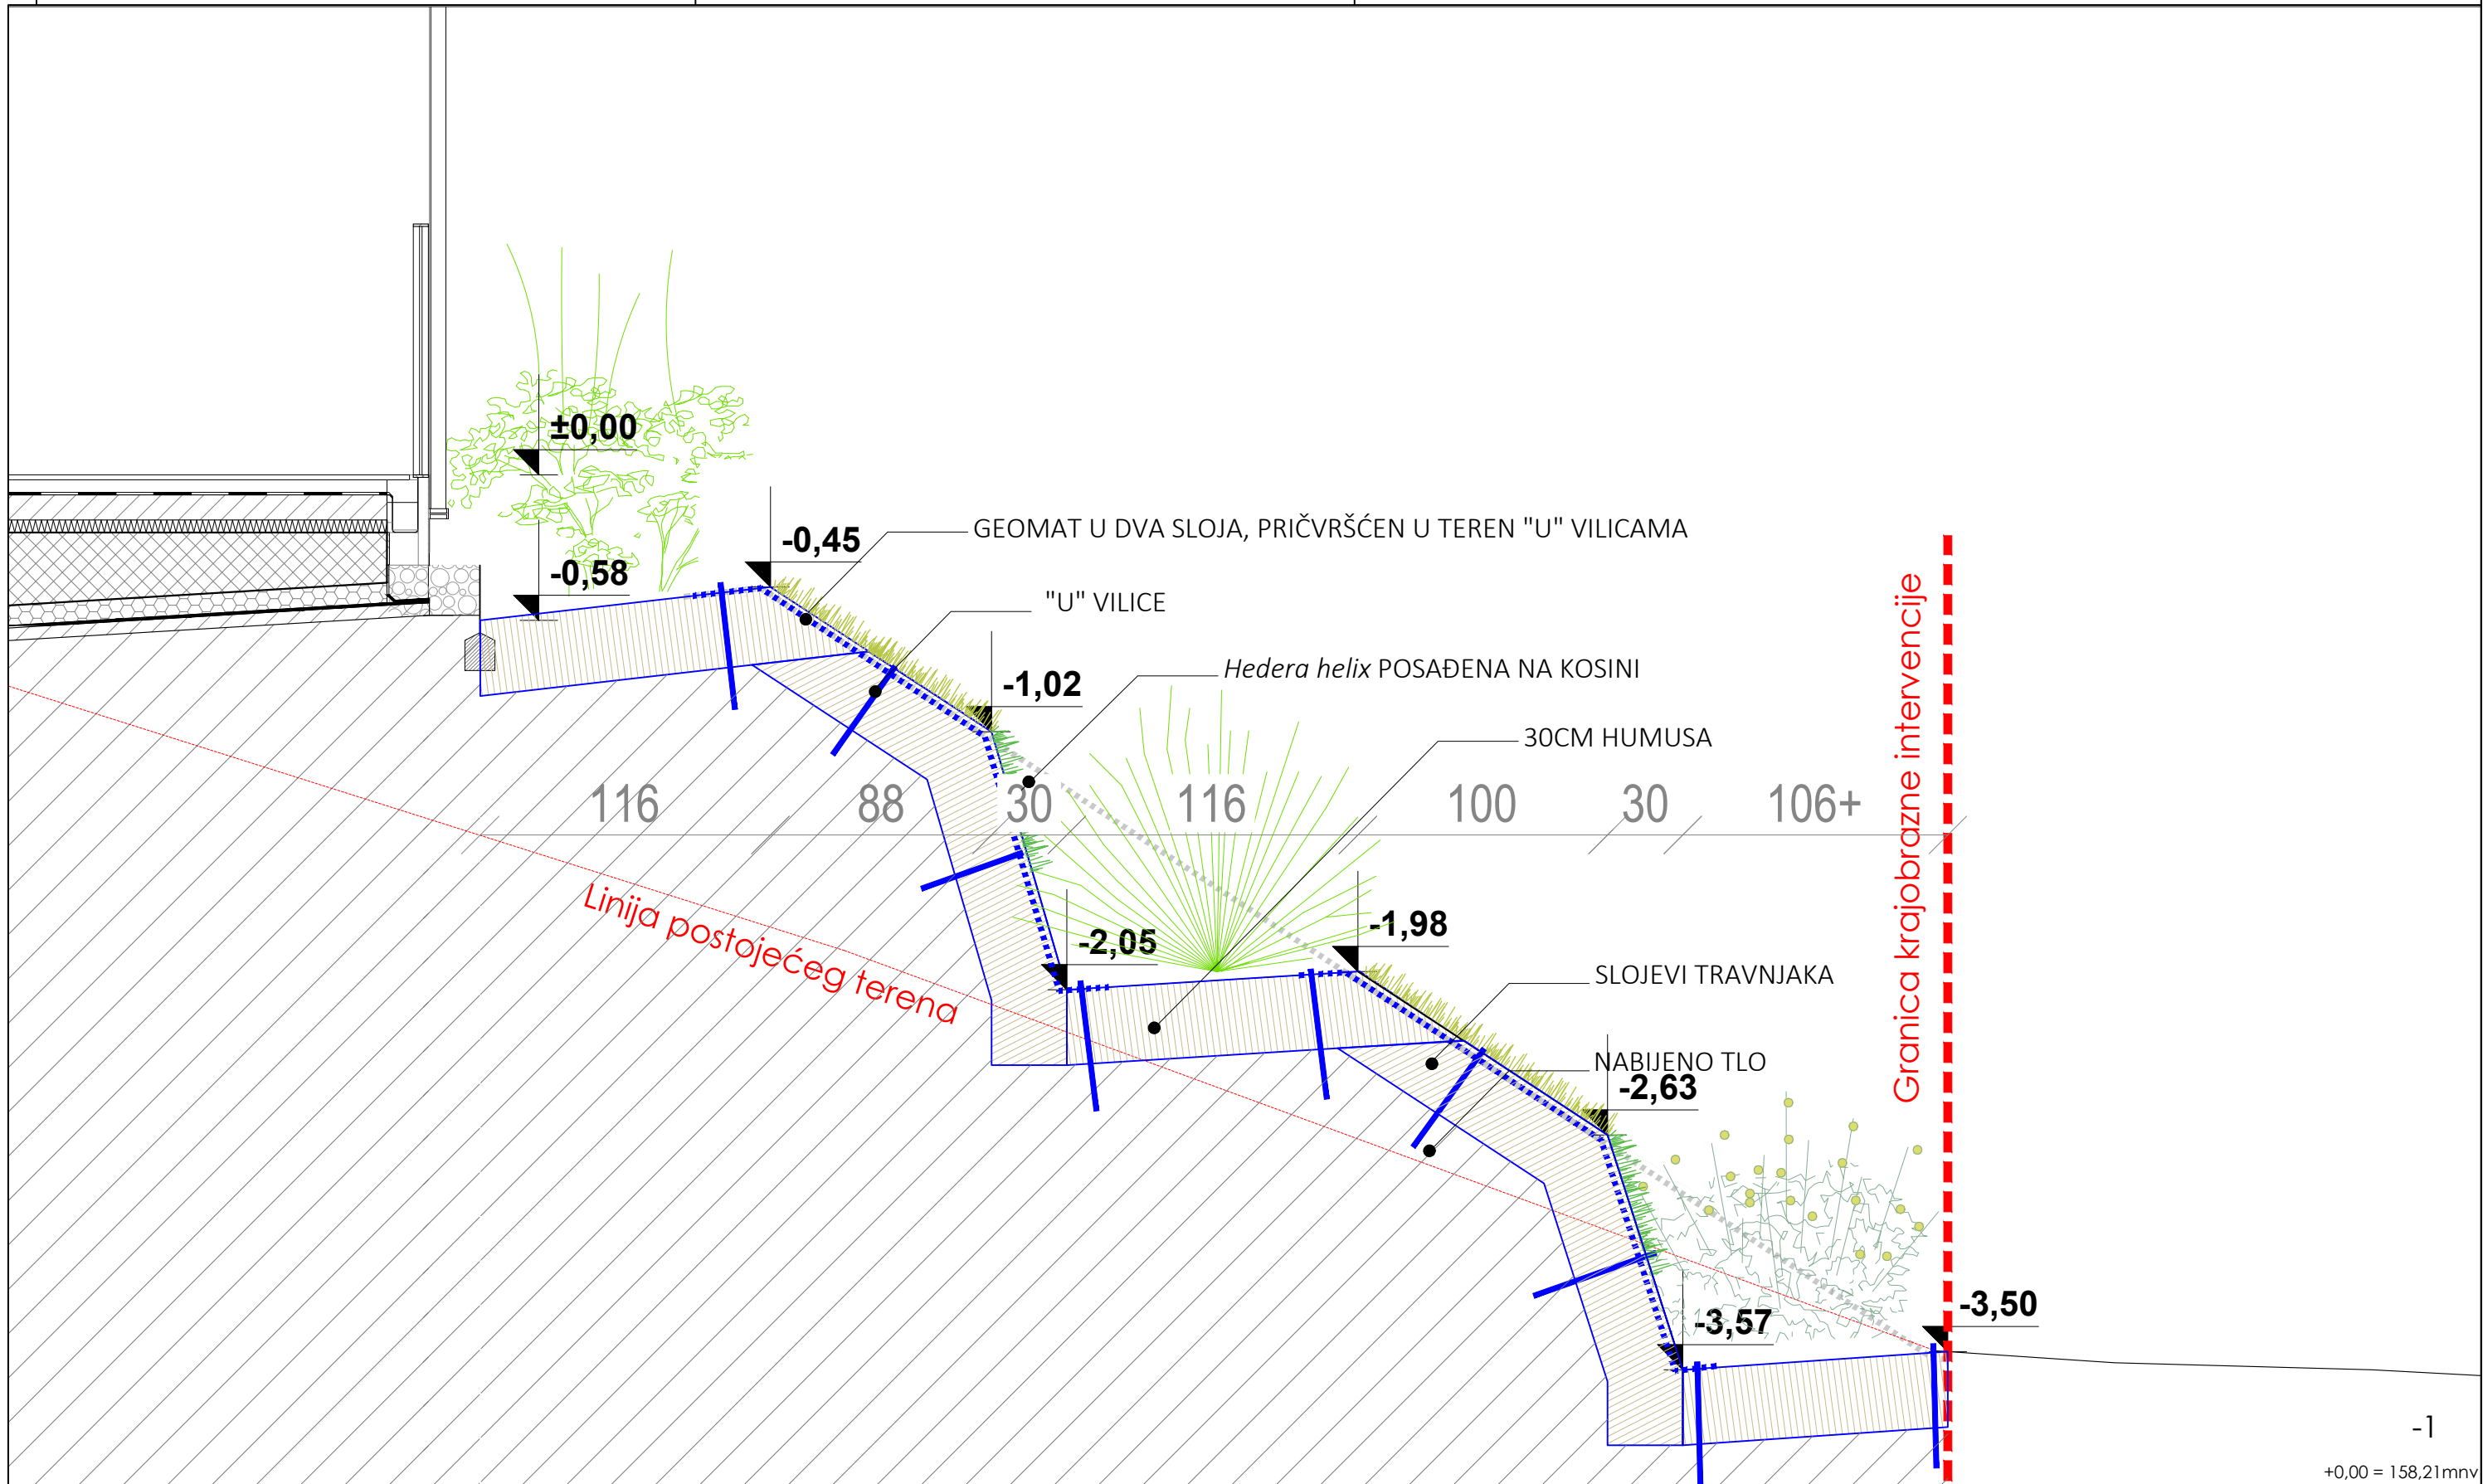 ±0,00
GEOMAT U DVA SLOJA, PRIČVRŠĆEN U TEREN "U" VILICAMA
-0,45
-0,58
"U" VILICE
Hedera helix POSAĐENA NA KOSINI
-1,02
30CM HUMUSA
116 88 30 116 100 30 106+
Granica krajobrazne intervencije
Linija postojećeg terena
-2,05
-1,98
SLOJEVI TRAVNJAKA
NABIJENO TLO
-2,63
-3,50
-3,57
-1
+0,00 = 158,21mnv